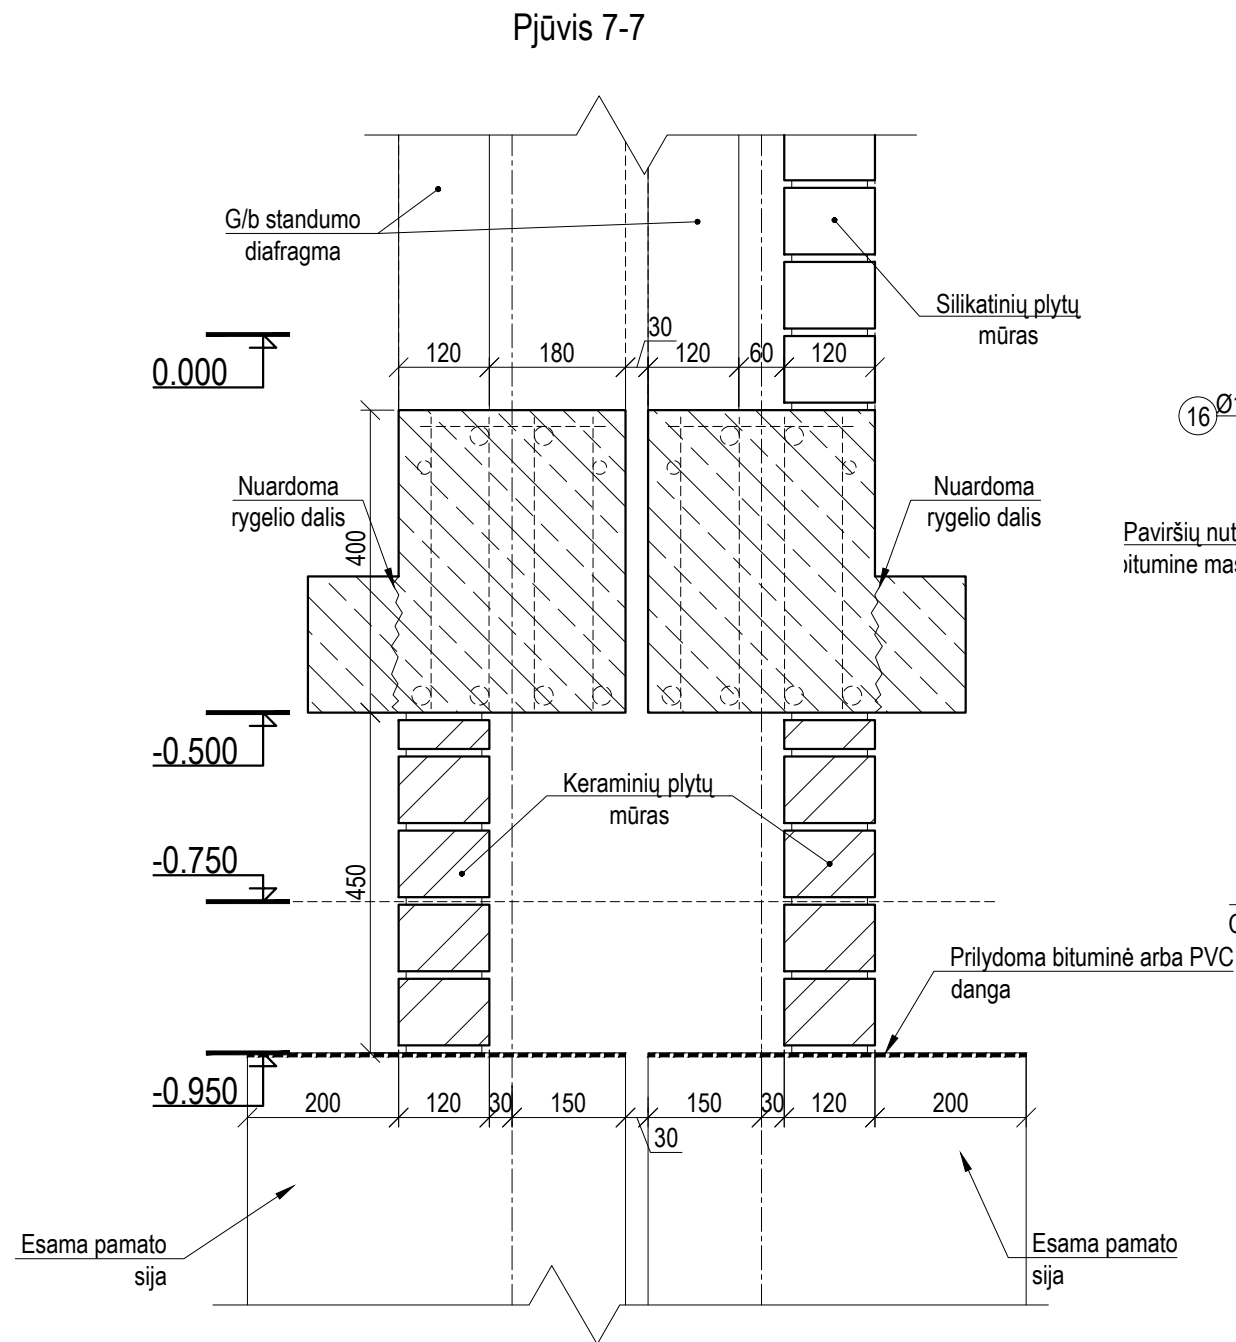 Pjūvis 7-7
G/b standumo
diafragma
Silikatinių plytų
mūras
0.000
120
180
30
120
60
120
16
Nuardoma
rygelio dalis
400
Nuardoma
rygelio dalis
Paviršių
-0.500
Keraminių plytų
mūras
-0.750
450
Prilydoma bituminė arba PVC
danga
-0.950
200
120
30
150
30
150
30
120
200
Esama pamato
sija
Esama pamato
sija